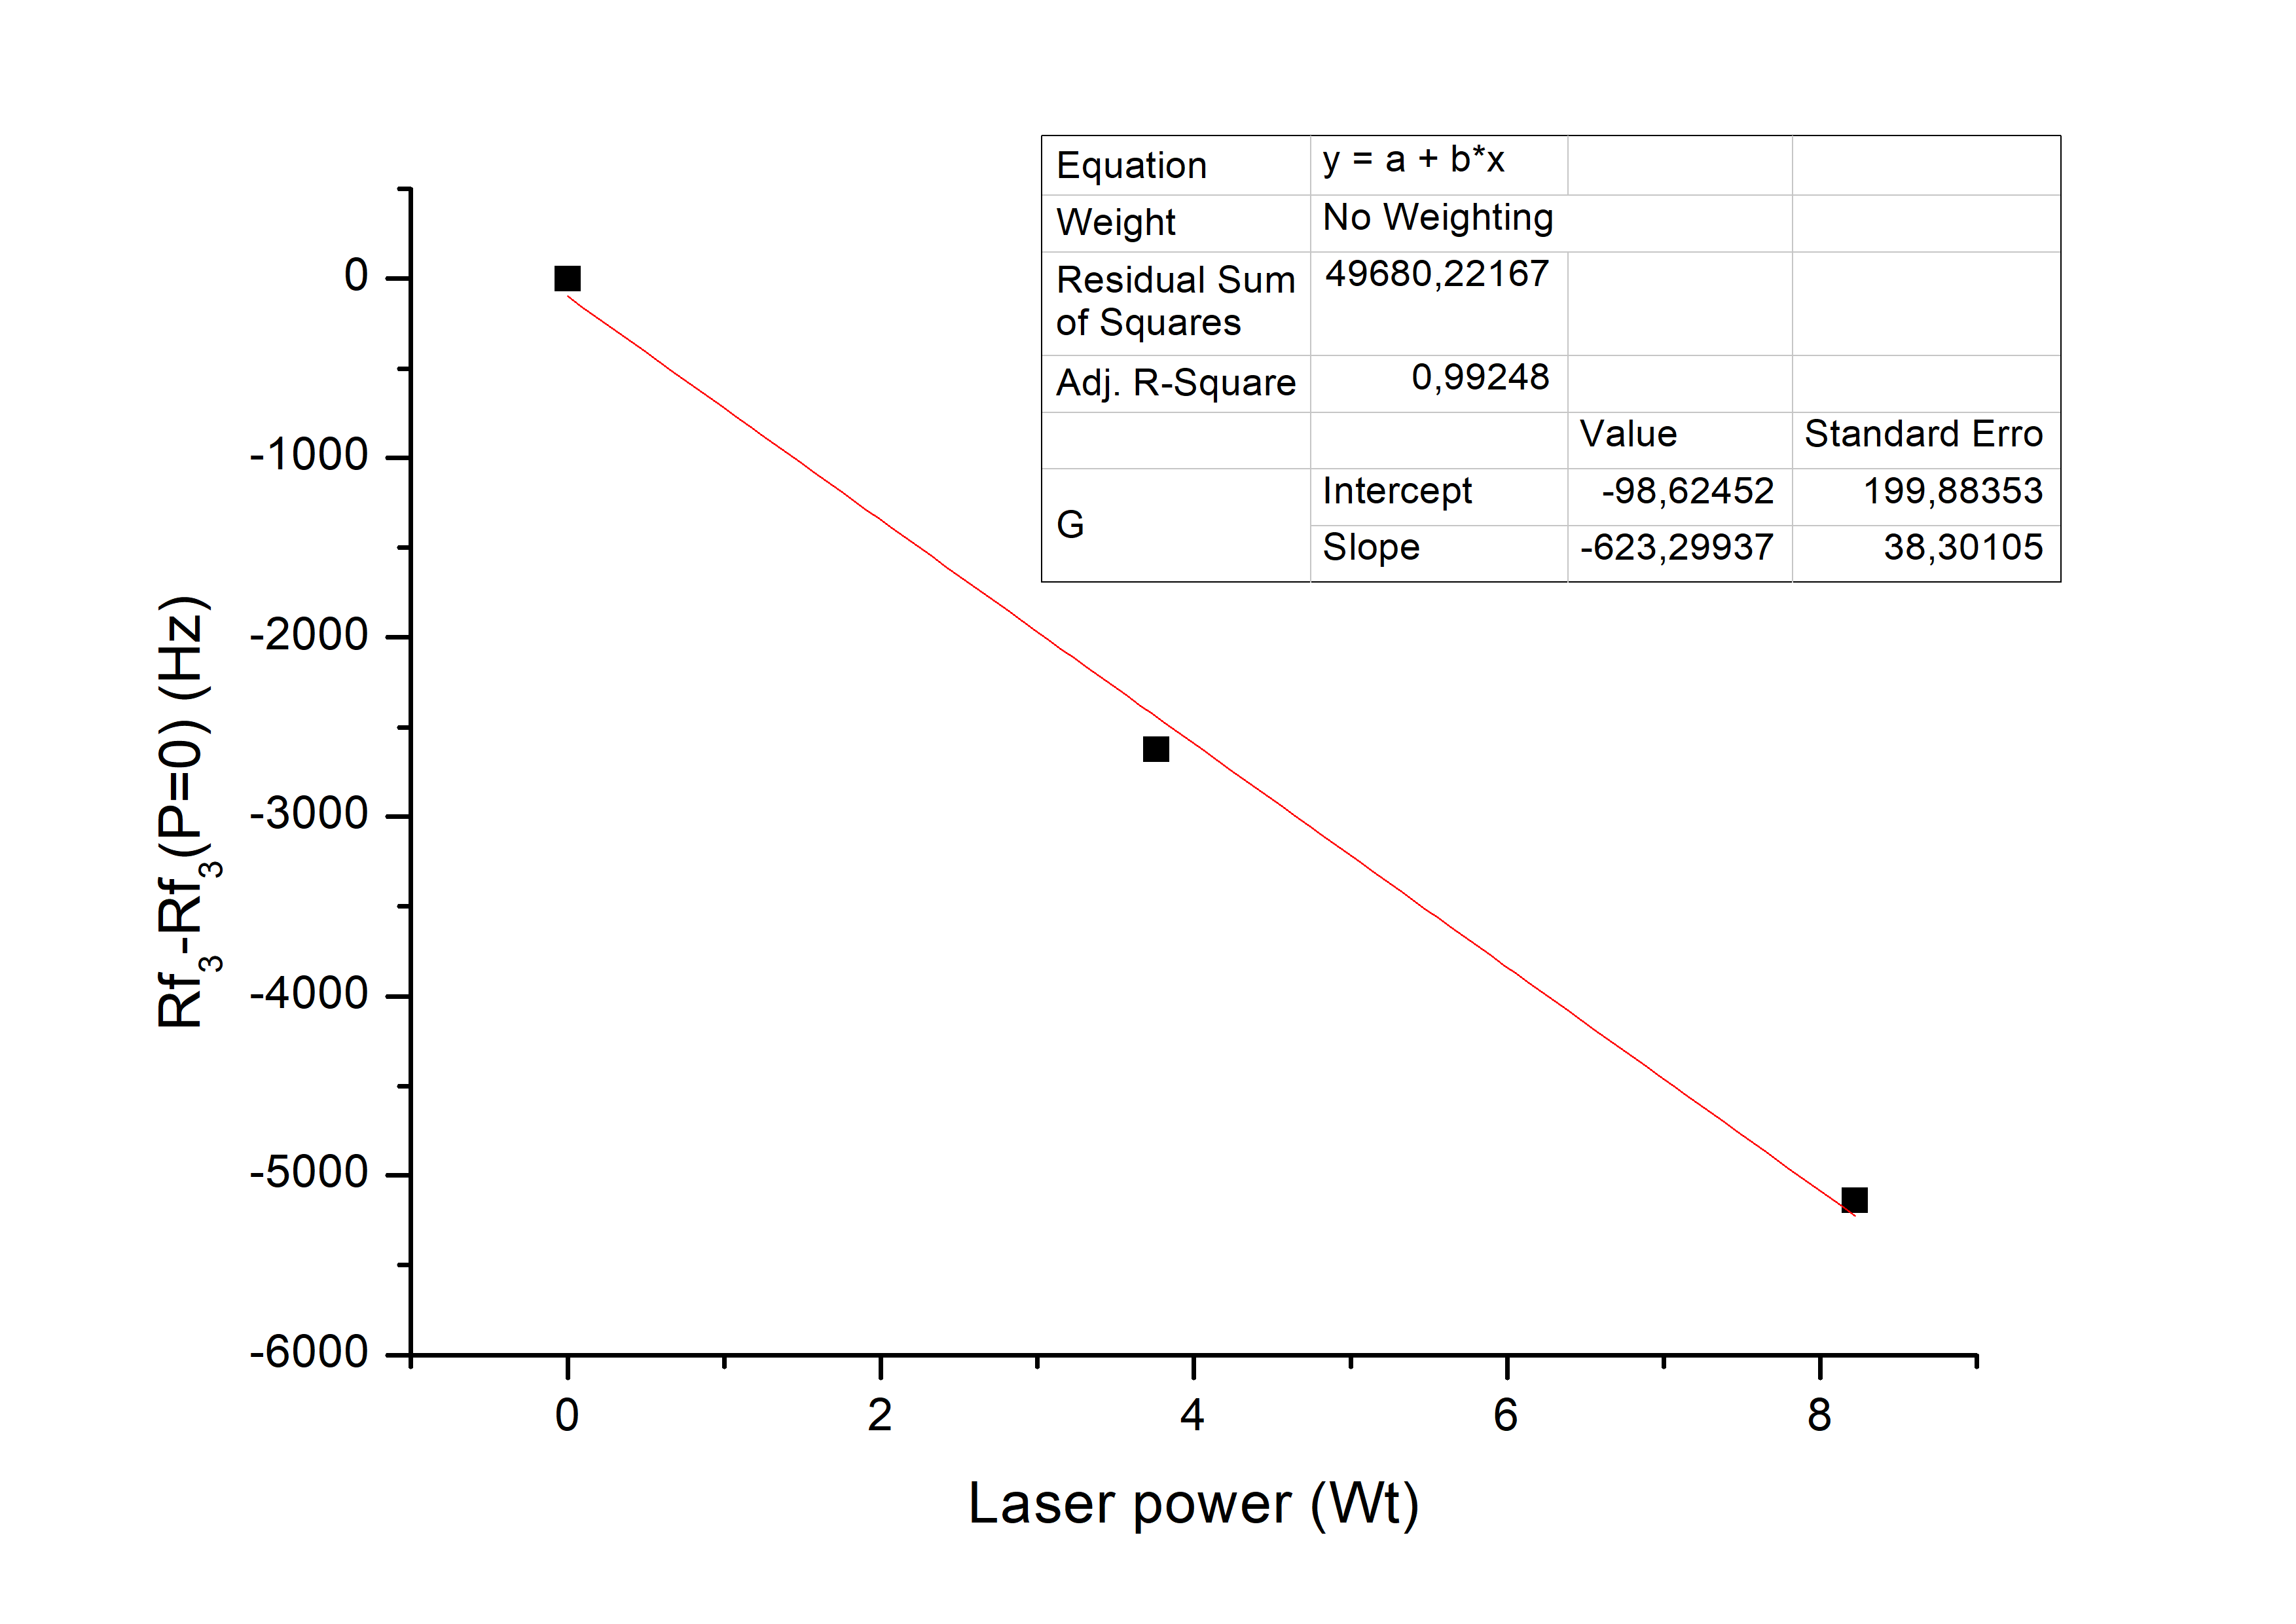 Equation y = a + b*x
Weight No Weighting
Residual Sum of Squares 49680,22167
Adj. R-Square 0,99248
Value Standard Erro
G
Intercept -98,62452 199,88353
Slope -623,29937 38,30105
Rf3-Rf3(P=0) (Hz)
0
-1000
-2000
-3000
-4000
-5000
-6000
0 2 4 6 8
Laser power (Wt)